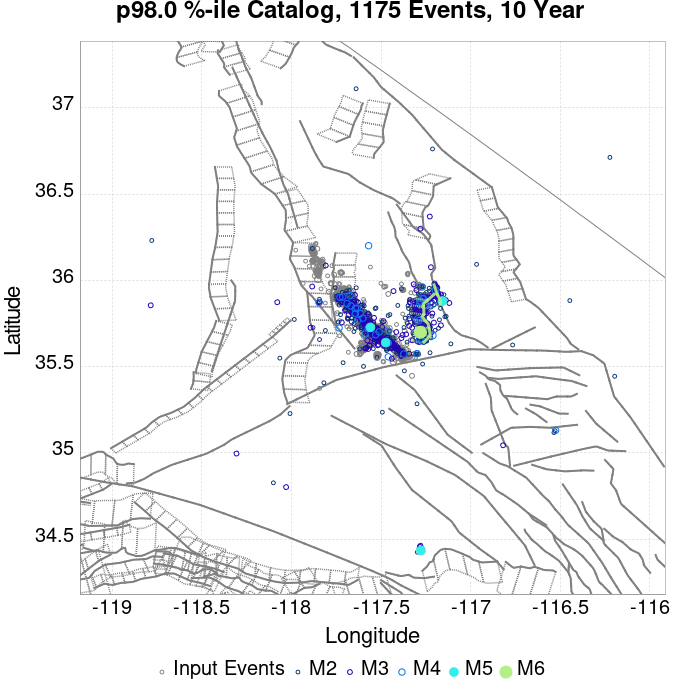 p98.0 %-ile Catalog, 1175 Events, 10 Year
37
36.5
36
35.5
35
34.5
Latitude
-119
-118.5
-118
-117.5
-117
-116.5
-116
Longitude
Input Events
M2
M3
M4
M5
M6